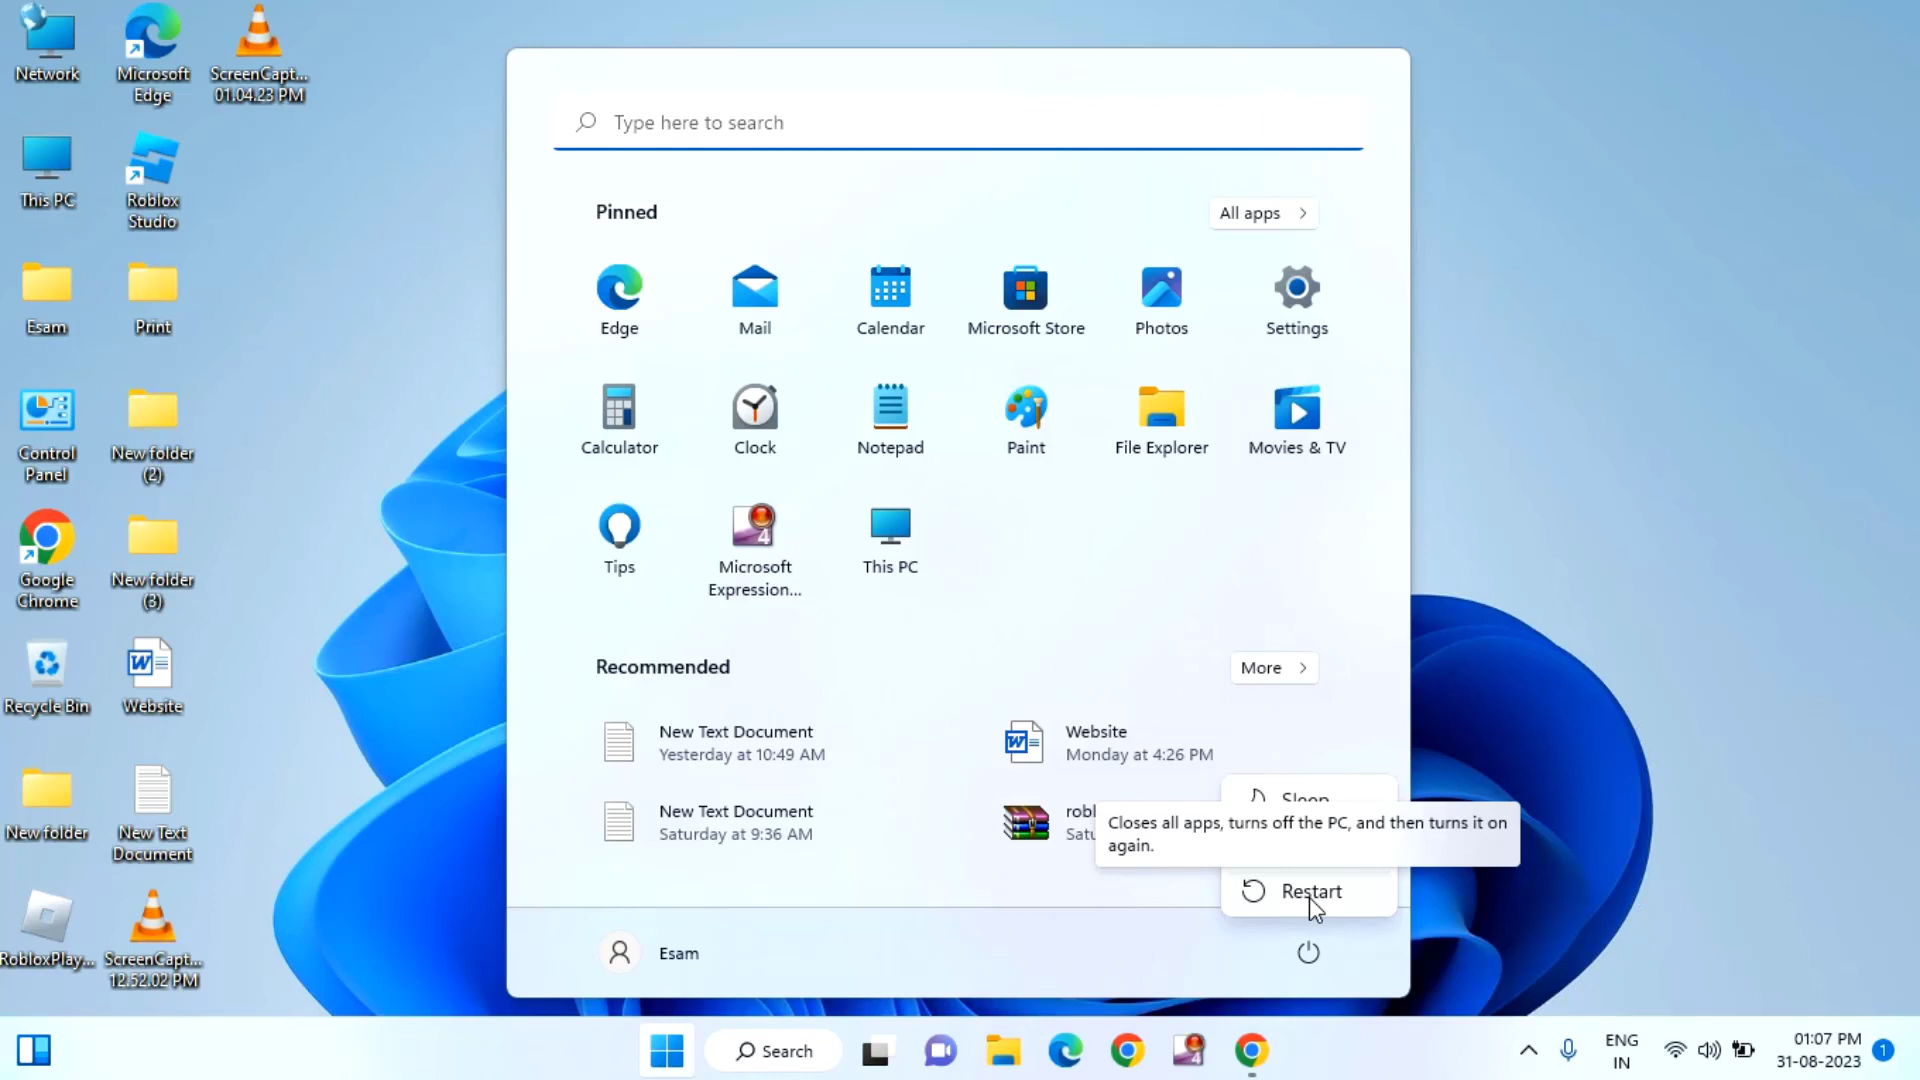 Network
Microsoft
Edge
ScreenCapt...
01.04.23 PM
This PC
Roblox
Studio
Esam
Print
Control
Panel
New folder
(2)
Google
Chrome
New folder
(3)
Recycle Bin
Website
New folder
New Text
Document
RobloxPlay...
ScreenCapt...
12.52.02 PM
Type here to search
Pinned
All apps
Edge
Mail
Calendar
Microsoft Store
Photos
Settings
Calculator
Clock
Notepad
Paint
File Explorer
Movies & TV
Tips
Microsoft
Expression...
This PC
Recommended
More
New Text Document
Yesterday at 10:49 AM
Website
Monday at 4:26 PM
New Text Document
Saturday at 9:36 AM
Sleep
Closes all apps, turns off the PC, and then turns it on
again.
Restart
Esam
Search
ENG
IN
01:07 PM
31-08-2023
1